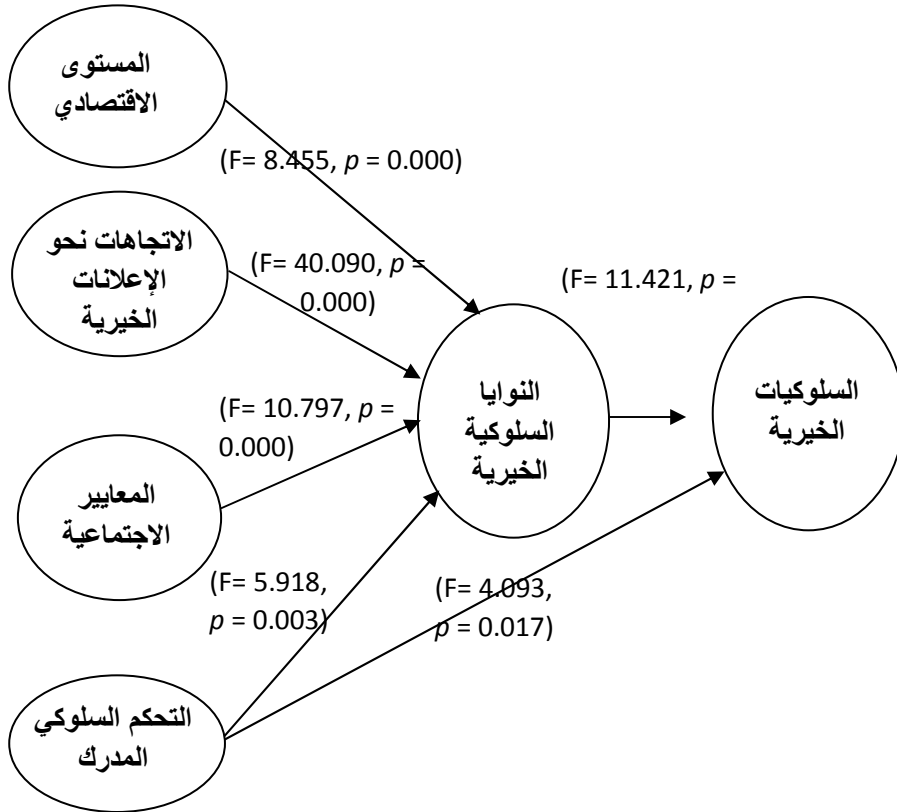 المستوى
الاقتصادي
(F= 8.455, p = 0.000)
الاتجاهات نحو
الإعلانات
الخيرية
(F= 40.090, p =
0.000)
(F= 11.421, p =
النوايا
السلوكية
الخيرية
السلوكيات
الخيرية
(F= 10.797, p =
0.000)
المعايير
الاجتماعية
(F= 5.918,
p = 0.003)
(F= 4.093,
p = 0.017)
التحكم السلوكي
المدرك